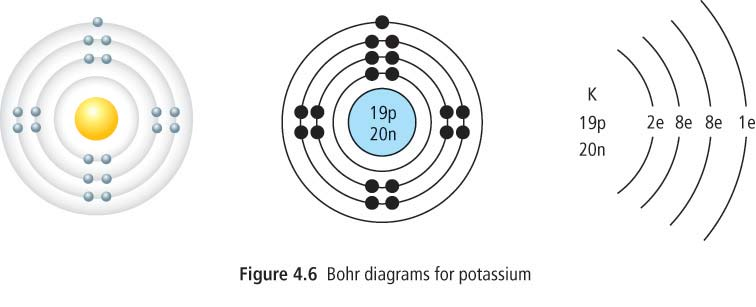 19p
20n
K
19p 2e 8e 8e 1e
20n
Figure 4.6 Bohr diagrams for potassium